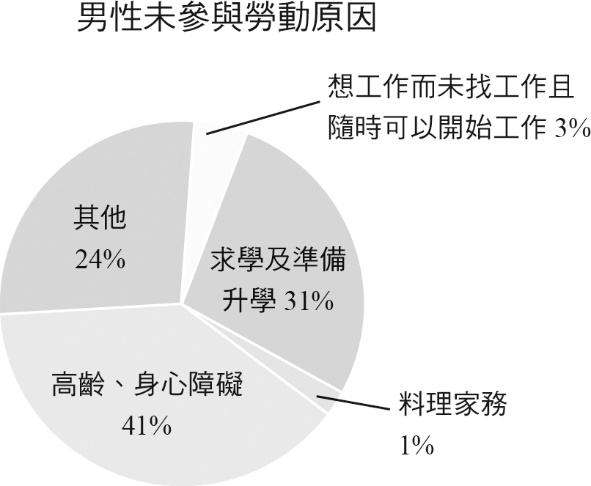 男性未參與勞動原因
想工作而未找工作且
隨時可以開始工作 3%
其他
24%
求學及準備
升學 31%
高齡、身心障礙
41%
料理家務
1%